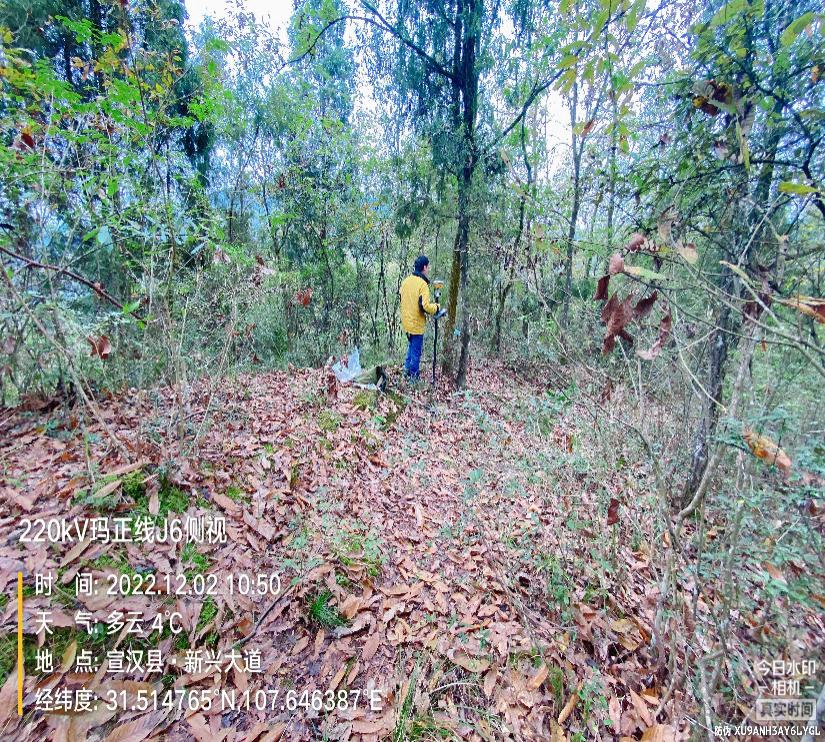 220kV玛正线J6侧视
时 间: 2022.12.02 10:50
天 气: 多云 4℃
地 点: 宣汉县·新兴大道
经纬度: 31.514765°N,107.646387°E
今日水印
相机
真实时间
防伪 XU9ANH3AY6LYGL